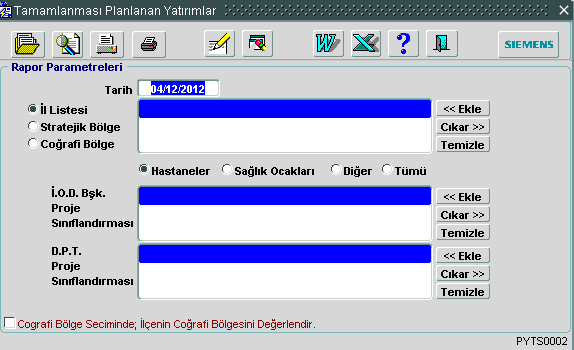 Tamamlanması Planlanan Yatırımlar
W X ? SIEMENS
Rapor Parametreleri
Tarih 04/12/2012
İl Listesi
Stratejik Bölge
Coğrafi Bölge
<< Ekle
Cıkar >>
Temizle
Hastaneler Sağlık Ocakları Diğer Tümü
İ.O.D. Bşk.
Proje
Sınıflandırması
<< Ekle
Cıkar >>
Temizle
D.P.T.
Proje
Sınıflandırması
<< Ekle
Cıkar >>
Temizle
Cografi Bölge Seciminde; İlçenin Coğrafi Bölgesini Değerlendir.
PYTS0002